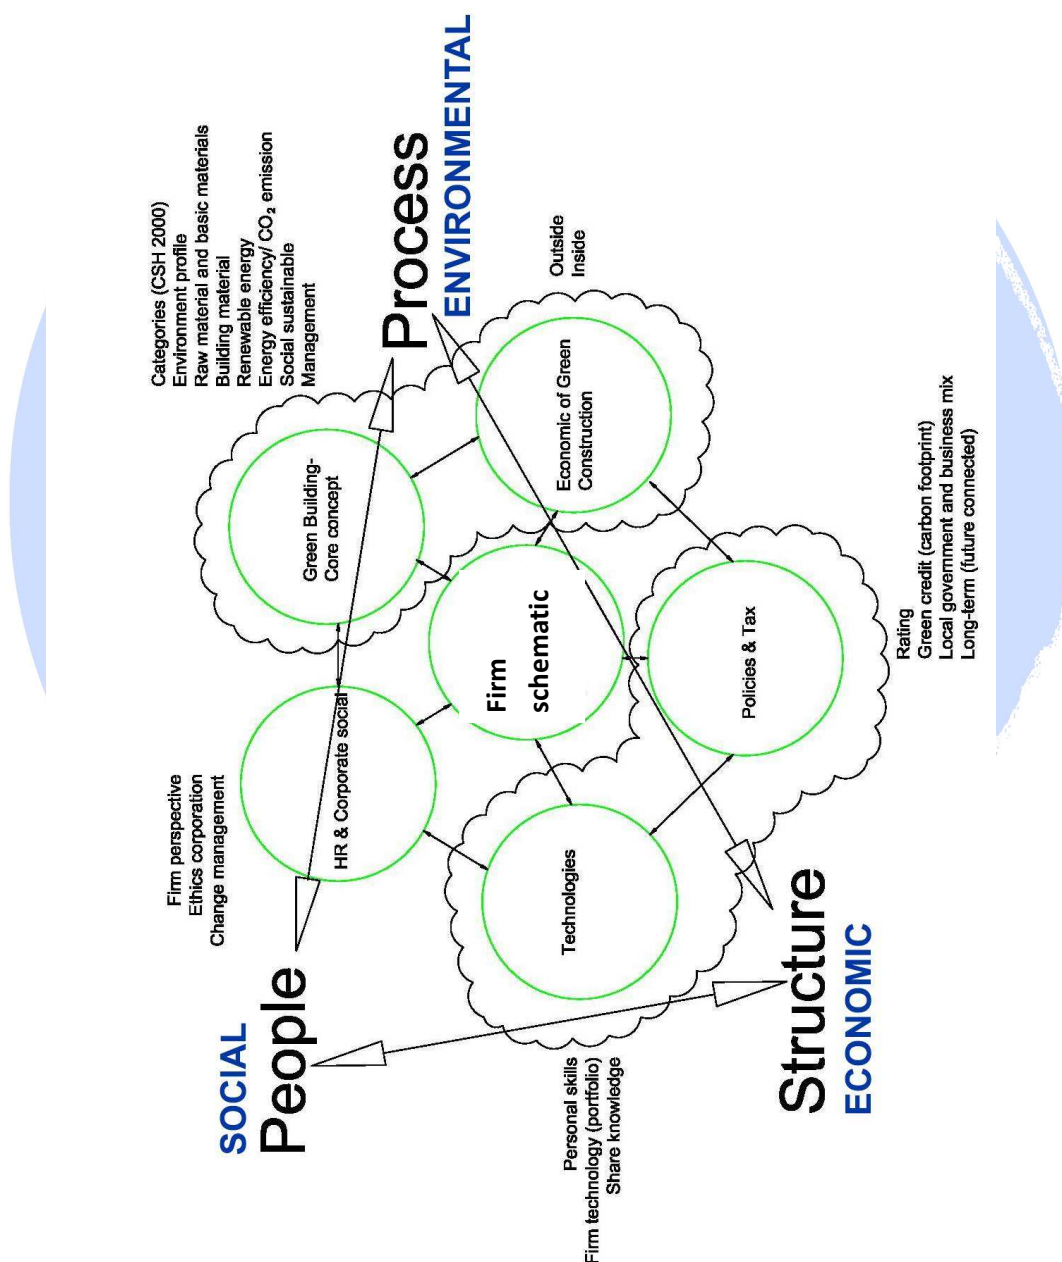 SOCIAL
People
Firm perspective
Ethics corporation
Change management
Categories (CSH 2000)
Environment profile
Raw material and basic materials
Building material
Renewable energy
Energy efficiency/ CO₂ emission
Social sustainable
Management
Process
ENVIRONMENTAL
HR & Corporate social
Green Building-
Core concept
Firm
schematic
Technologies
Economic of Green
Construction
Outside
Inside
Personal skills
Firm technology (portfolio)
Share knowledge
Policies & Tax
Structure
ECONOMIC
Rating
Green credit (carbon footprint)
Local government and business mix
Long-term (future connected)